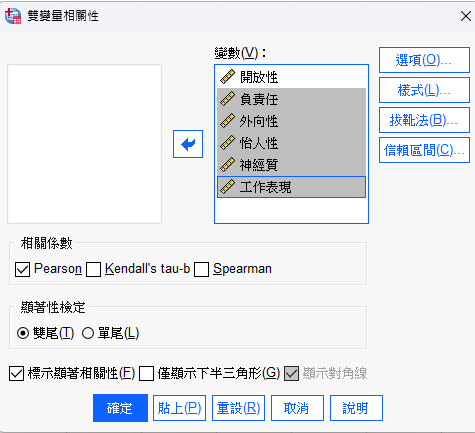 雙變量相關性
變數(V)：
開放性
負責任
外向性
怡人性
神經質
工作表現
選項(O)...
樣式(L)...
拔靴法(B)...
信賴區間(C)...
相關係數
Pearson Kendall's tau-b Spearman
顯著性檢定
雙尾(T) 單尾(L)
標示顯著相關性(F) 僅顯示下半三角形(G) 顯示對角線
確定 貼上(P) 重設(R) 取消 說明